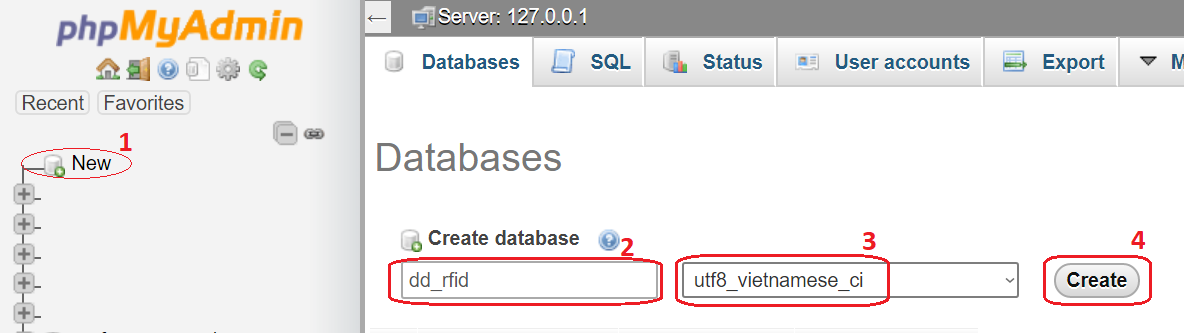 phpMyAdmin
Server: 127.0.0.1
Databases SQL Status User accounts Export
Recent Favorites
1
New
Databases
Create database 2 3 4
dd_rfid utf8_vietnamese_ci Create